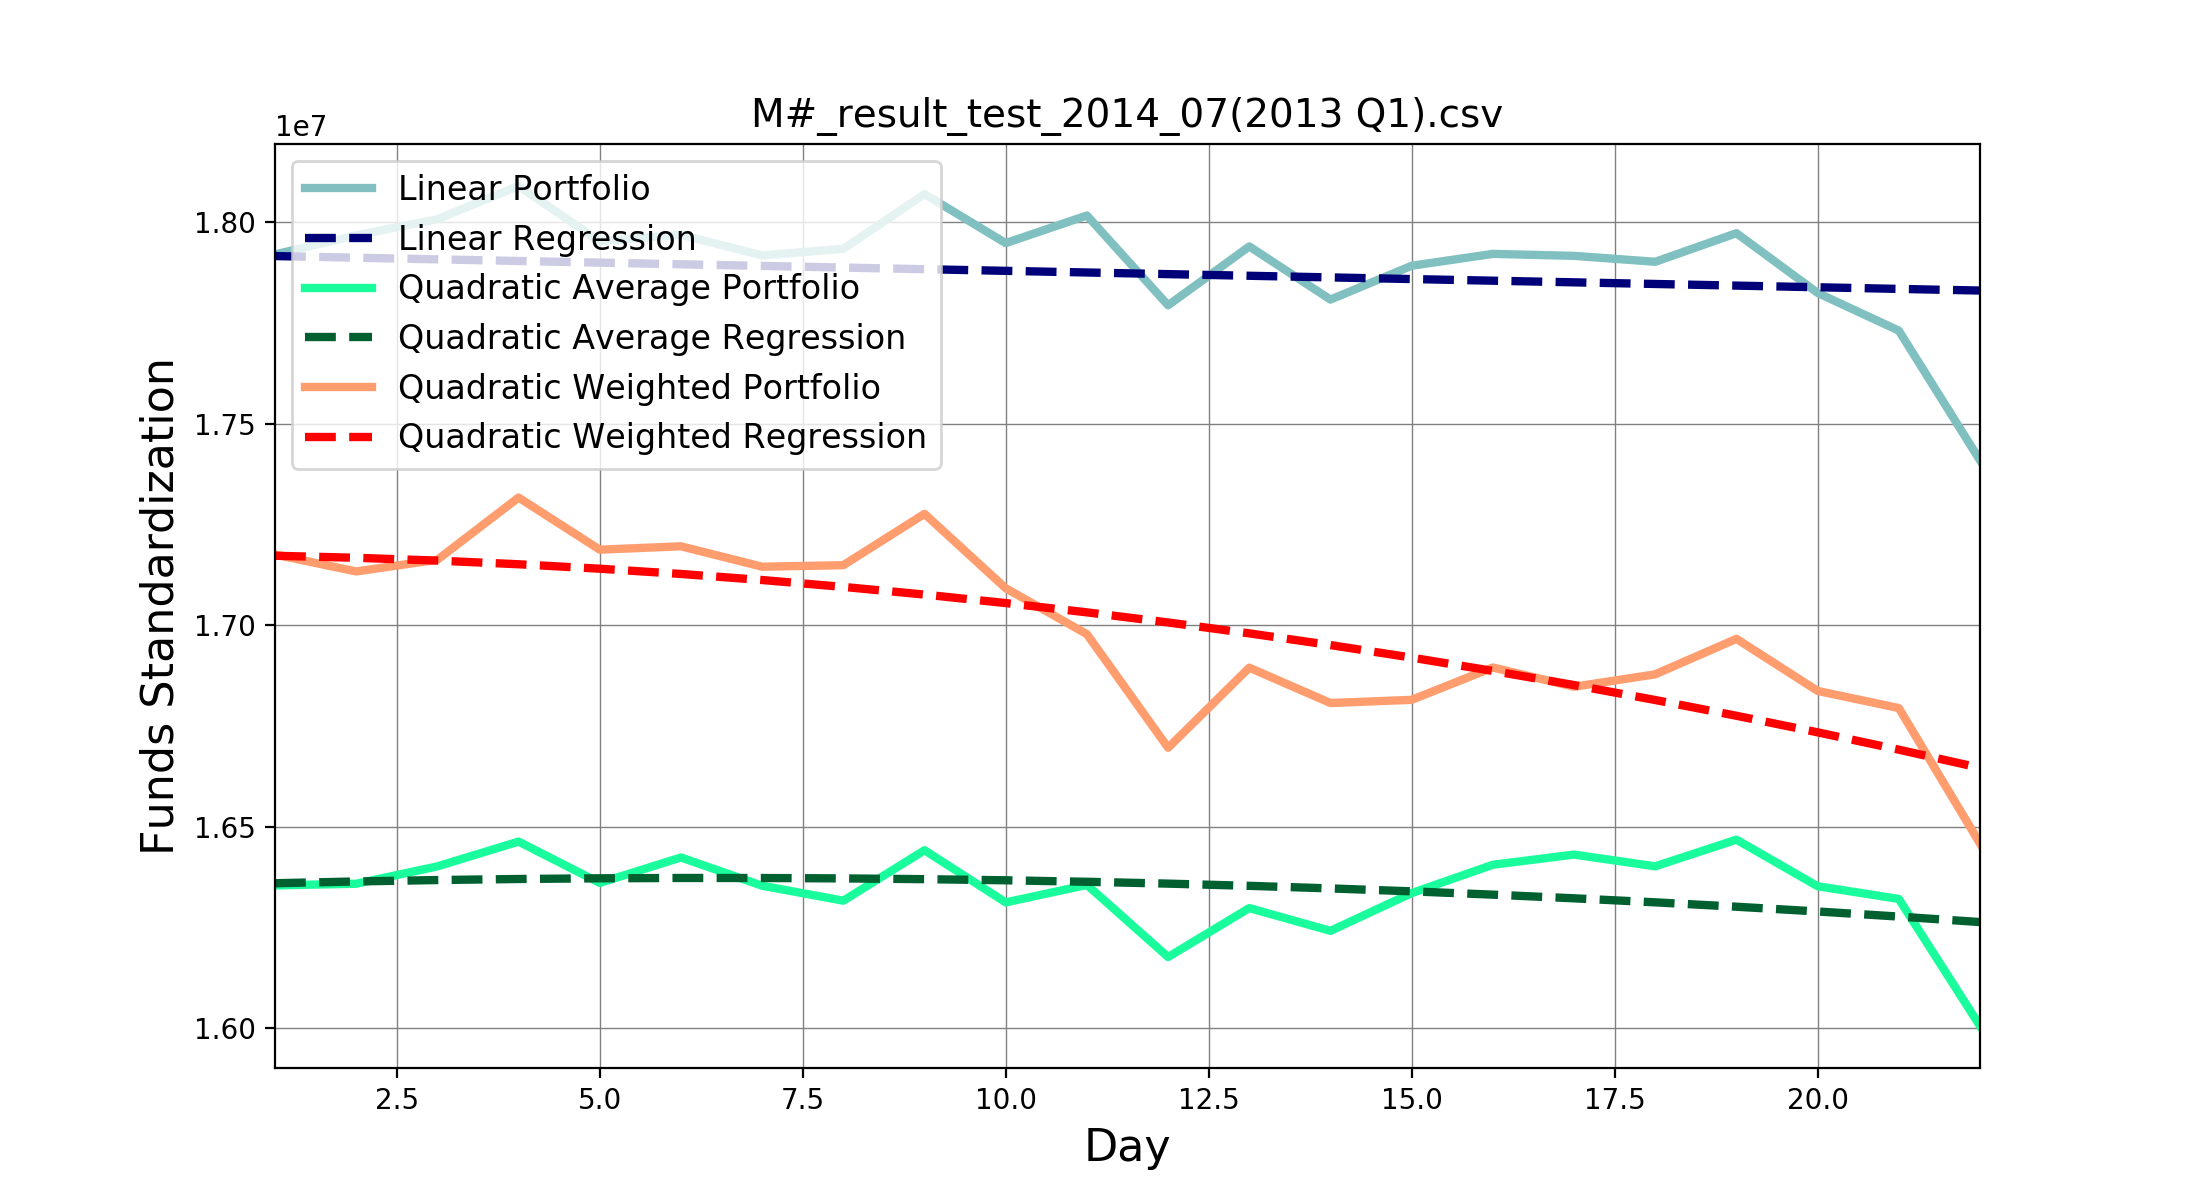 M#_result_test_2014_07(2013 Q1).csv
1e7
Linear Portfolio
Linear Regression
Quadratic Average Portfolio
Quadratic Average Regression
Quadratic Weighted Portfolio
Quadratic Weighted Regression
Funds Standardization
1.80
1.75
1.70
1.65
1.60
2.5 5.0 7.5 10.0 12.5 15.0 17.5 20.0
Day